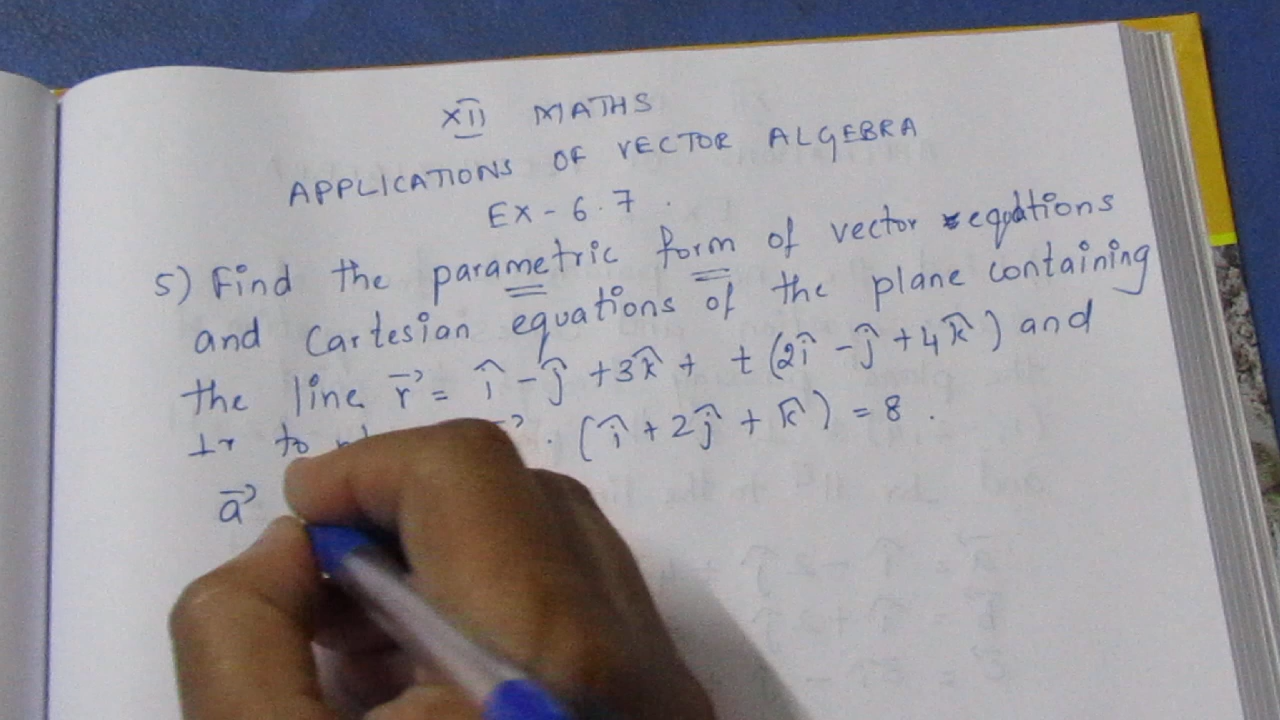 XII MATHS
APPLICATIONS OF VECTOR ALGEBRA
EX - 6.7.
5) Find the parametric form of vector equations
and Cartesian equations of the plane containing
the line r⃗ = î - ĵ + 3k̂ + t (2î - ĵ + 4k̂) and
⊥r to . (î + 2ĵ + k̂) = 8.
a⃗